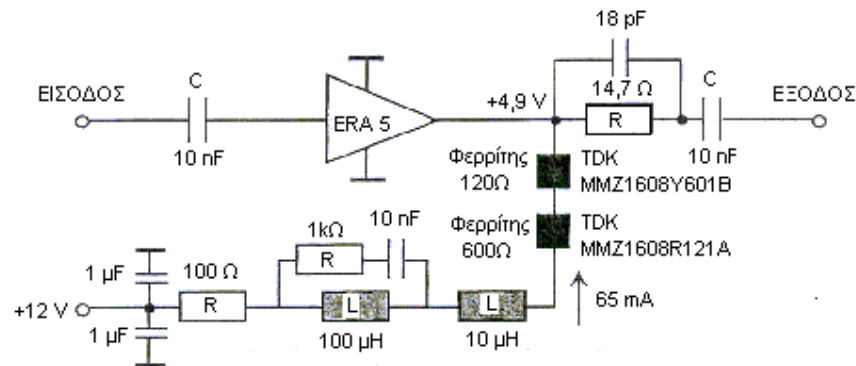 18 pF
C
14,7 Ω
C
ΕΙΣΟΔΟΣ
ERA 5
+4,9 V
R
ΕΞΟΔΟΣ
10 nF
10 nF
Φερρίτης
120Ω
TDK
MMZ1608Y601B
Φερρίτης
600Ω
TDK
MMZ1608R121A
1kΩ
10 nF
R
1 µF
100 Ω
+12 V
R
L
L
65 mA
1 µF
100 µH
10 µH